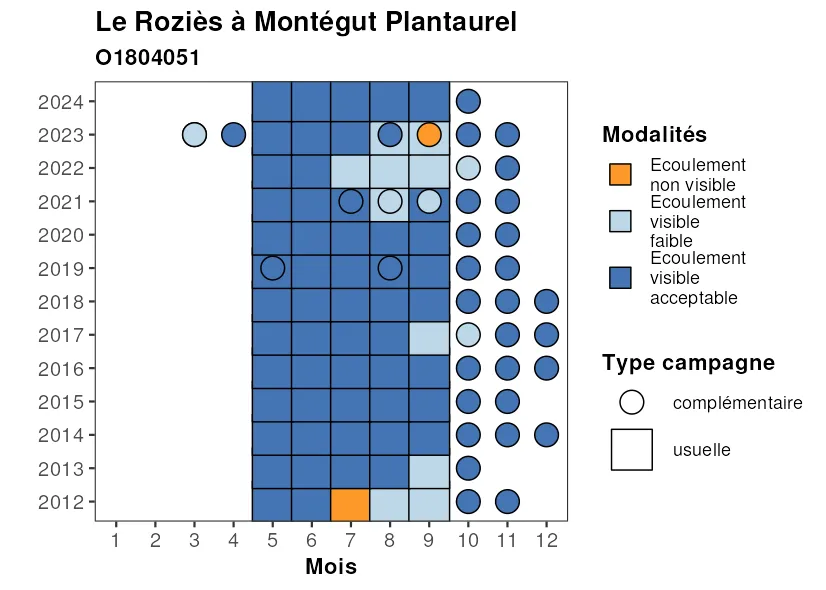 Le Roziès à Montégut Plantaurel
O1804051
2024
2023
2022
2021
2020
2019
2018
2017
2016
2015
2014
2013
2012
1 2 3 4 5 6 7 8 9 10 11 12
Mois
Modalités
Ecoulement
non visible
Ecoulement
visible
faible
Ecoulement
visible
acceptable
Type campagne
complémentaire
usuelle